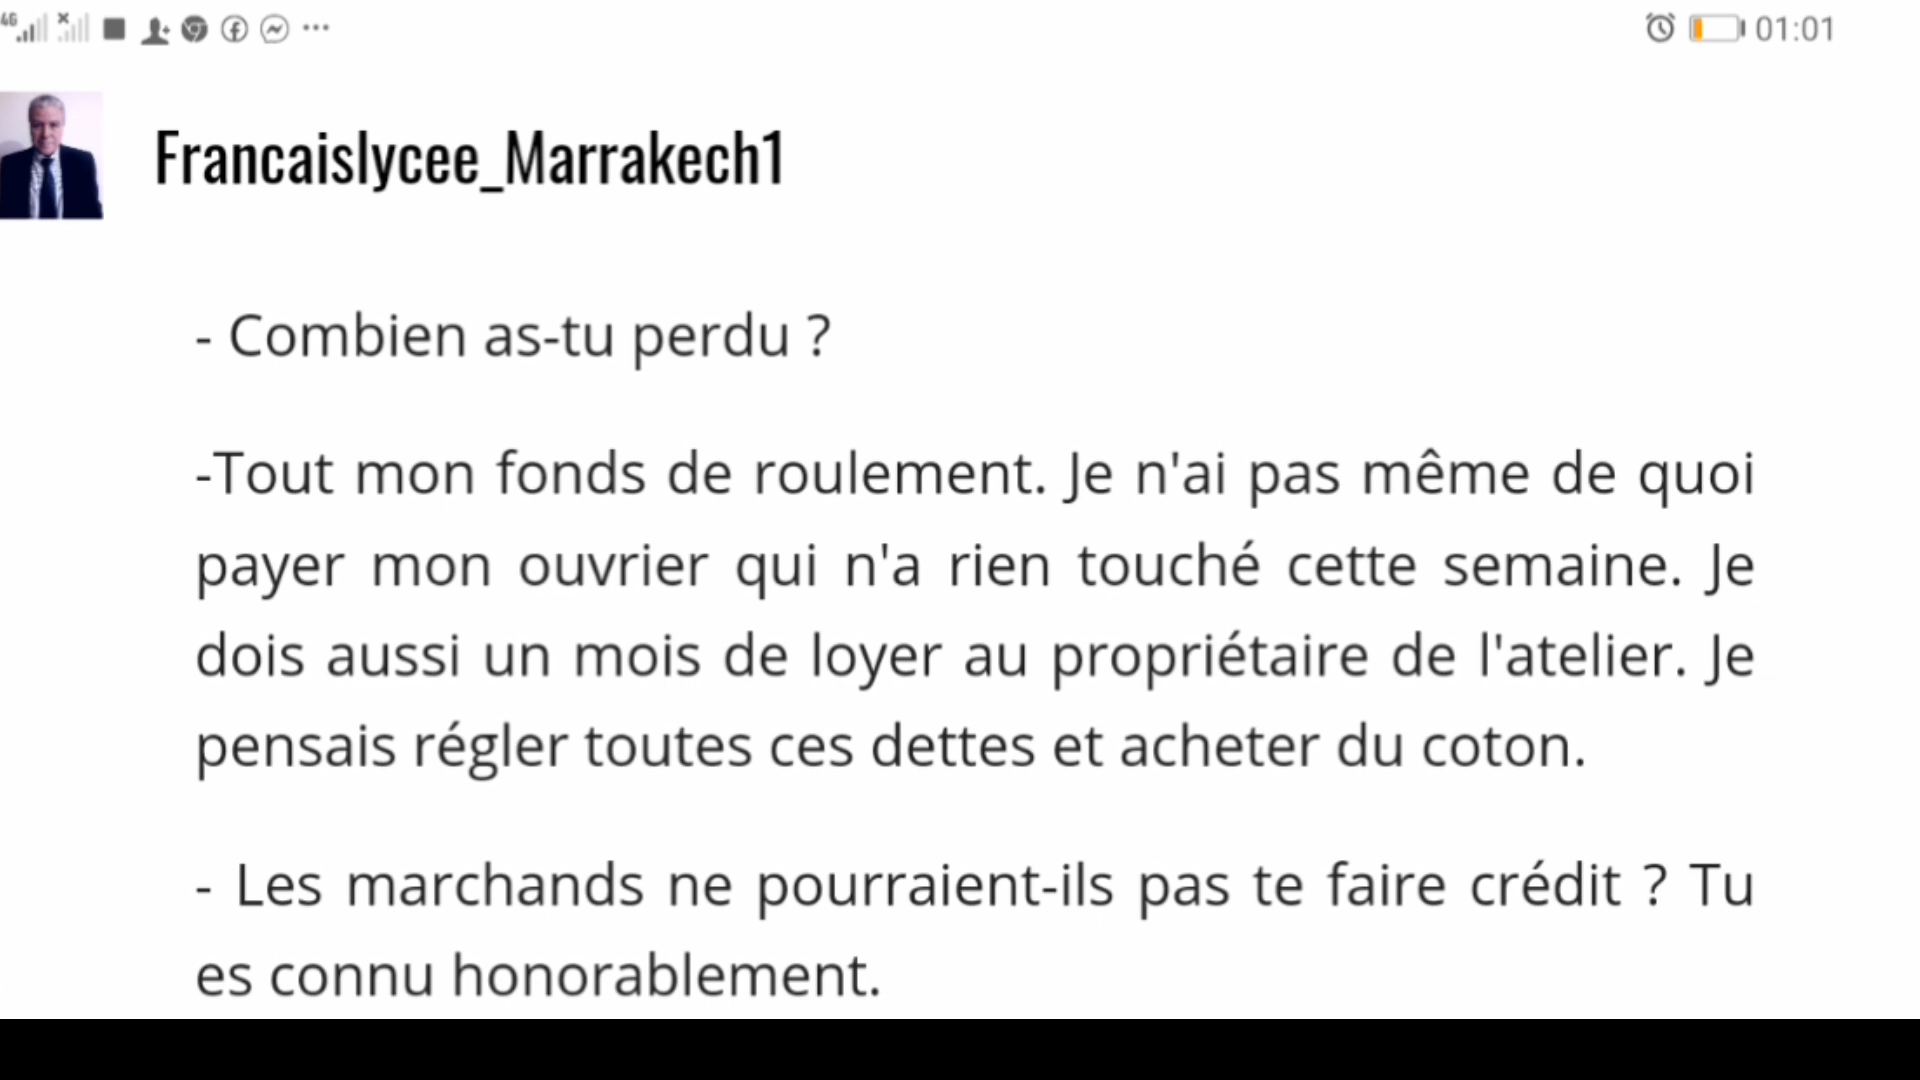 4G 01:01
Francaislycee_Marrakech1
- Combien as-tu perdu ?
-Tout mon fonds de roulement. Je n'ai pas même de quoi
payer mon ouvrier qui n'a rien touché cette semaine. Je
dois aussi un mois de loyer au propriétaire de l'atelier. Je
pensais régler toutes ces dettes et acheter du coton.
- Les marchands ne pourraient-ils pas te faire crédit ? Tu
es connu honorablement.